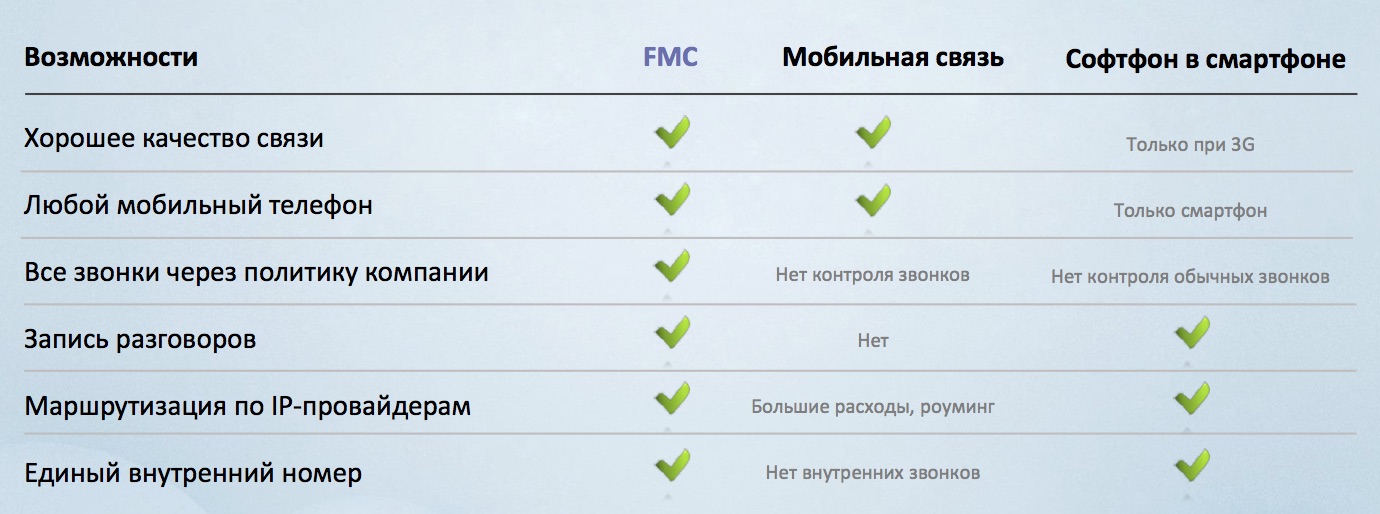 Возможности FMC Мобильная связь Софтфон в смартфоне
Хорошее качество связи Только при 3G
Любой мобильный телефон Только смартфон
Все звонки через политику компании Нет контроля звонков Нет контроля обычных звонков
Запись разговоров Нет
Маршрутизация по IP-провайдерам Большие расходы, роуминг
Единый внутренний номер Нет внутренних звонков